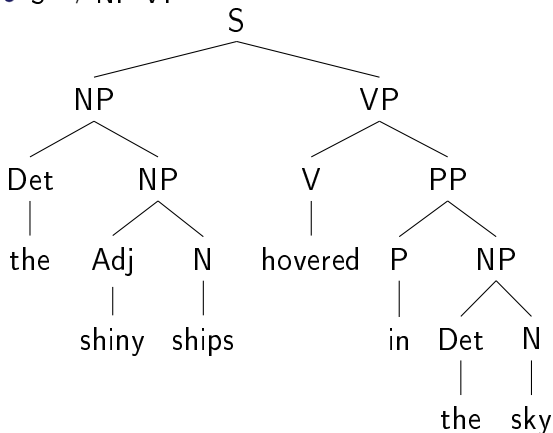 S
NP VP
Det NP V PP
the Adj N hovered P NP
shiny ships in Det N
the sky